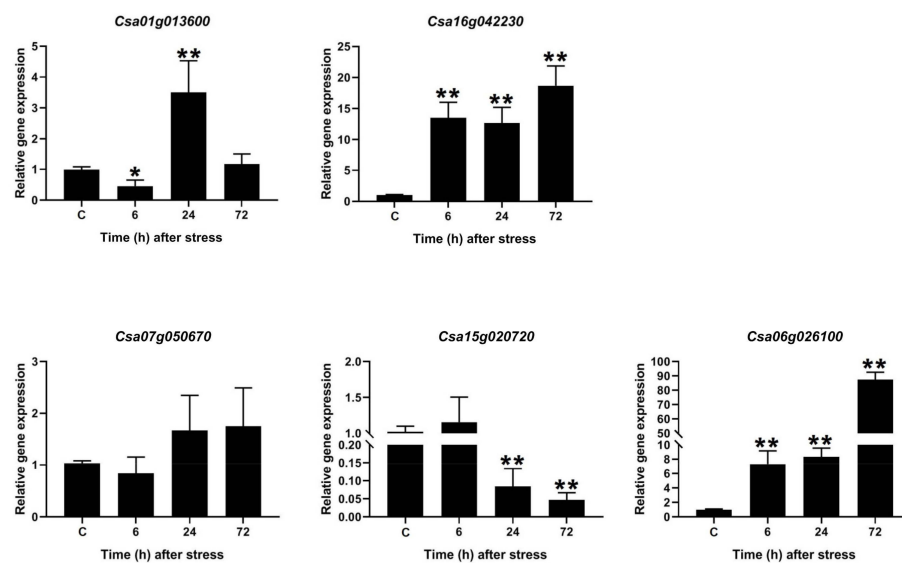 Csa01g013600
Relative gene expression
5
4
3
2
1
0
**
*
C 6 24 72
Time (h) after stress
Csa16g042230
Relative gene expression
25
20
15
10
5
0
**
**
**
C 6 24 72
Time (h) after stress
Csa07g050670
Relative gene expression
3
2
1
0
C 6 24 72
Time (h) after stress
Csa15g020720
Relative gene expression
2.0
1.5
1.0
0.20
0.15
0.10
0.05
0.00
**
**
C 6 24 72
Time (h) after stress
Csa06g026100
Relative gene expression
100
90
80
70
60
50
10
8
6
4
2
0
**
**
**
C 6 24 72
Time (h) after stress